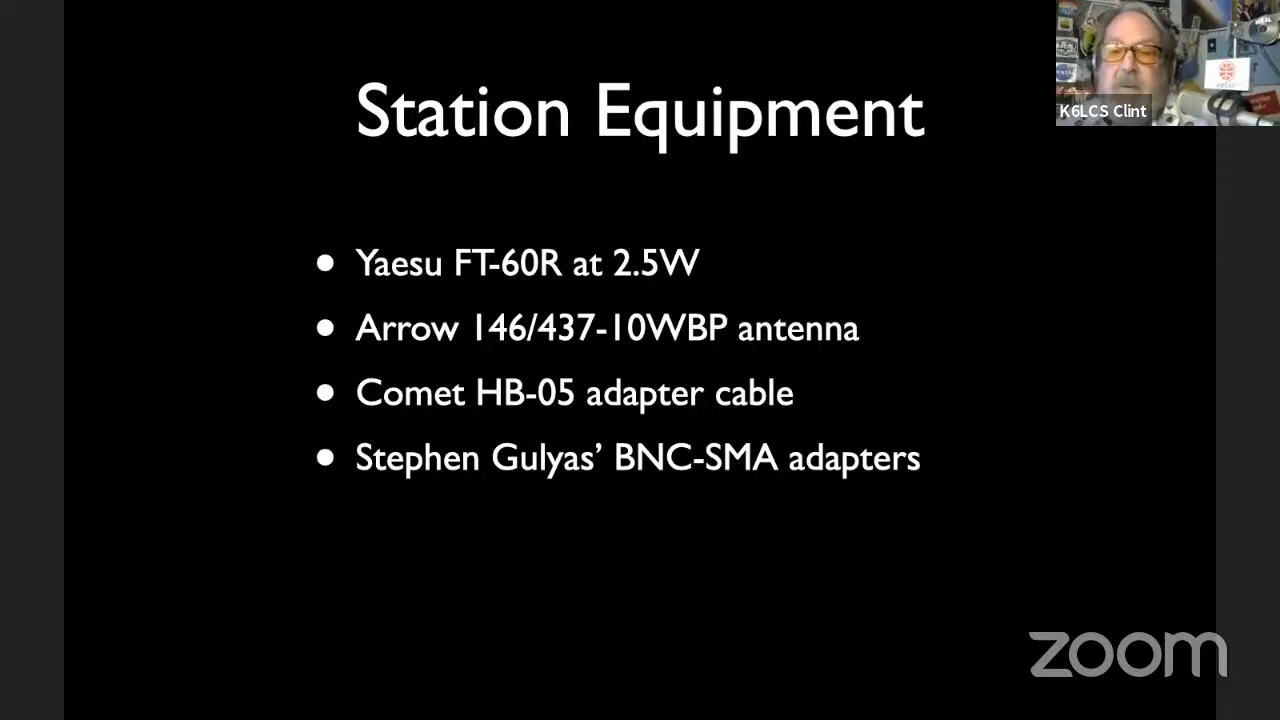 Station Equipment
• Yaesu FT-60R at 2.5W
• Arrow 146/437-10WBP antenna
• Comet HB-05 adapter cable
• Stephen Gulyas’ BNC-SMA adapters
K6LCS Clint
HEIL
zoom